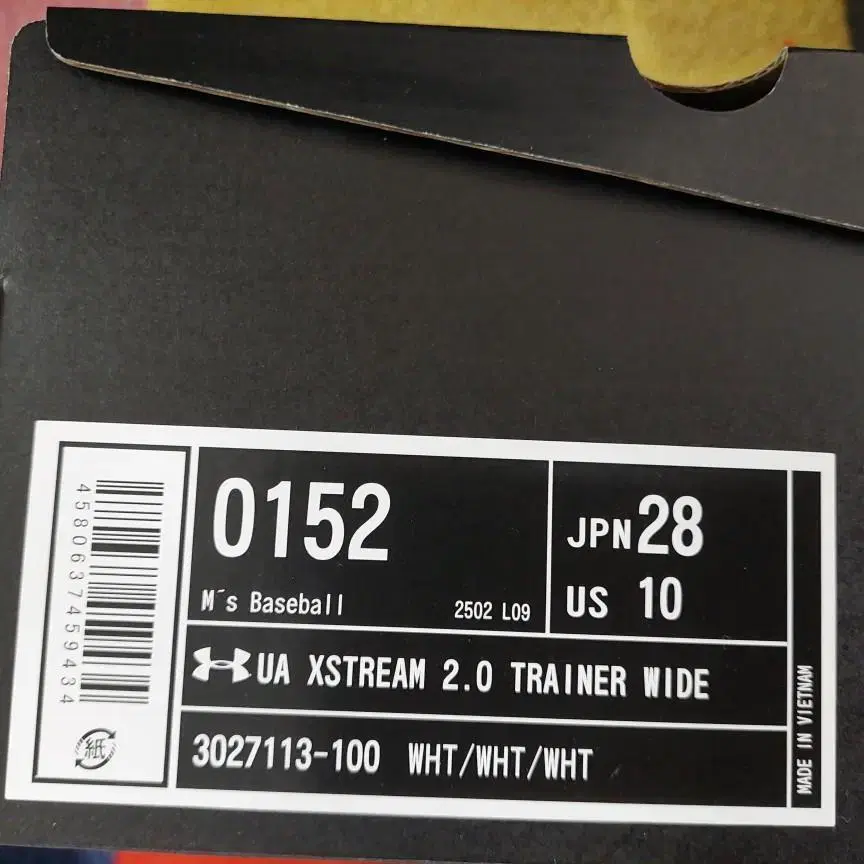 4580637459434
紙
0152
M´s Baseball
2502 L09
JPN 28
US 10
UA XSTREAM 2.0 TRAINER WIDE
3027113-100 WHT/WHT/WHT
MADE IN VIETNAM